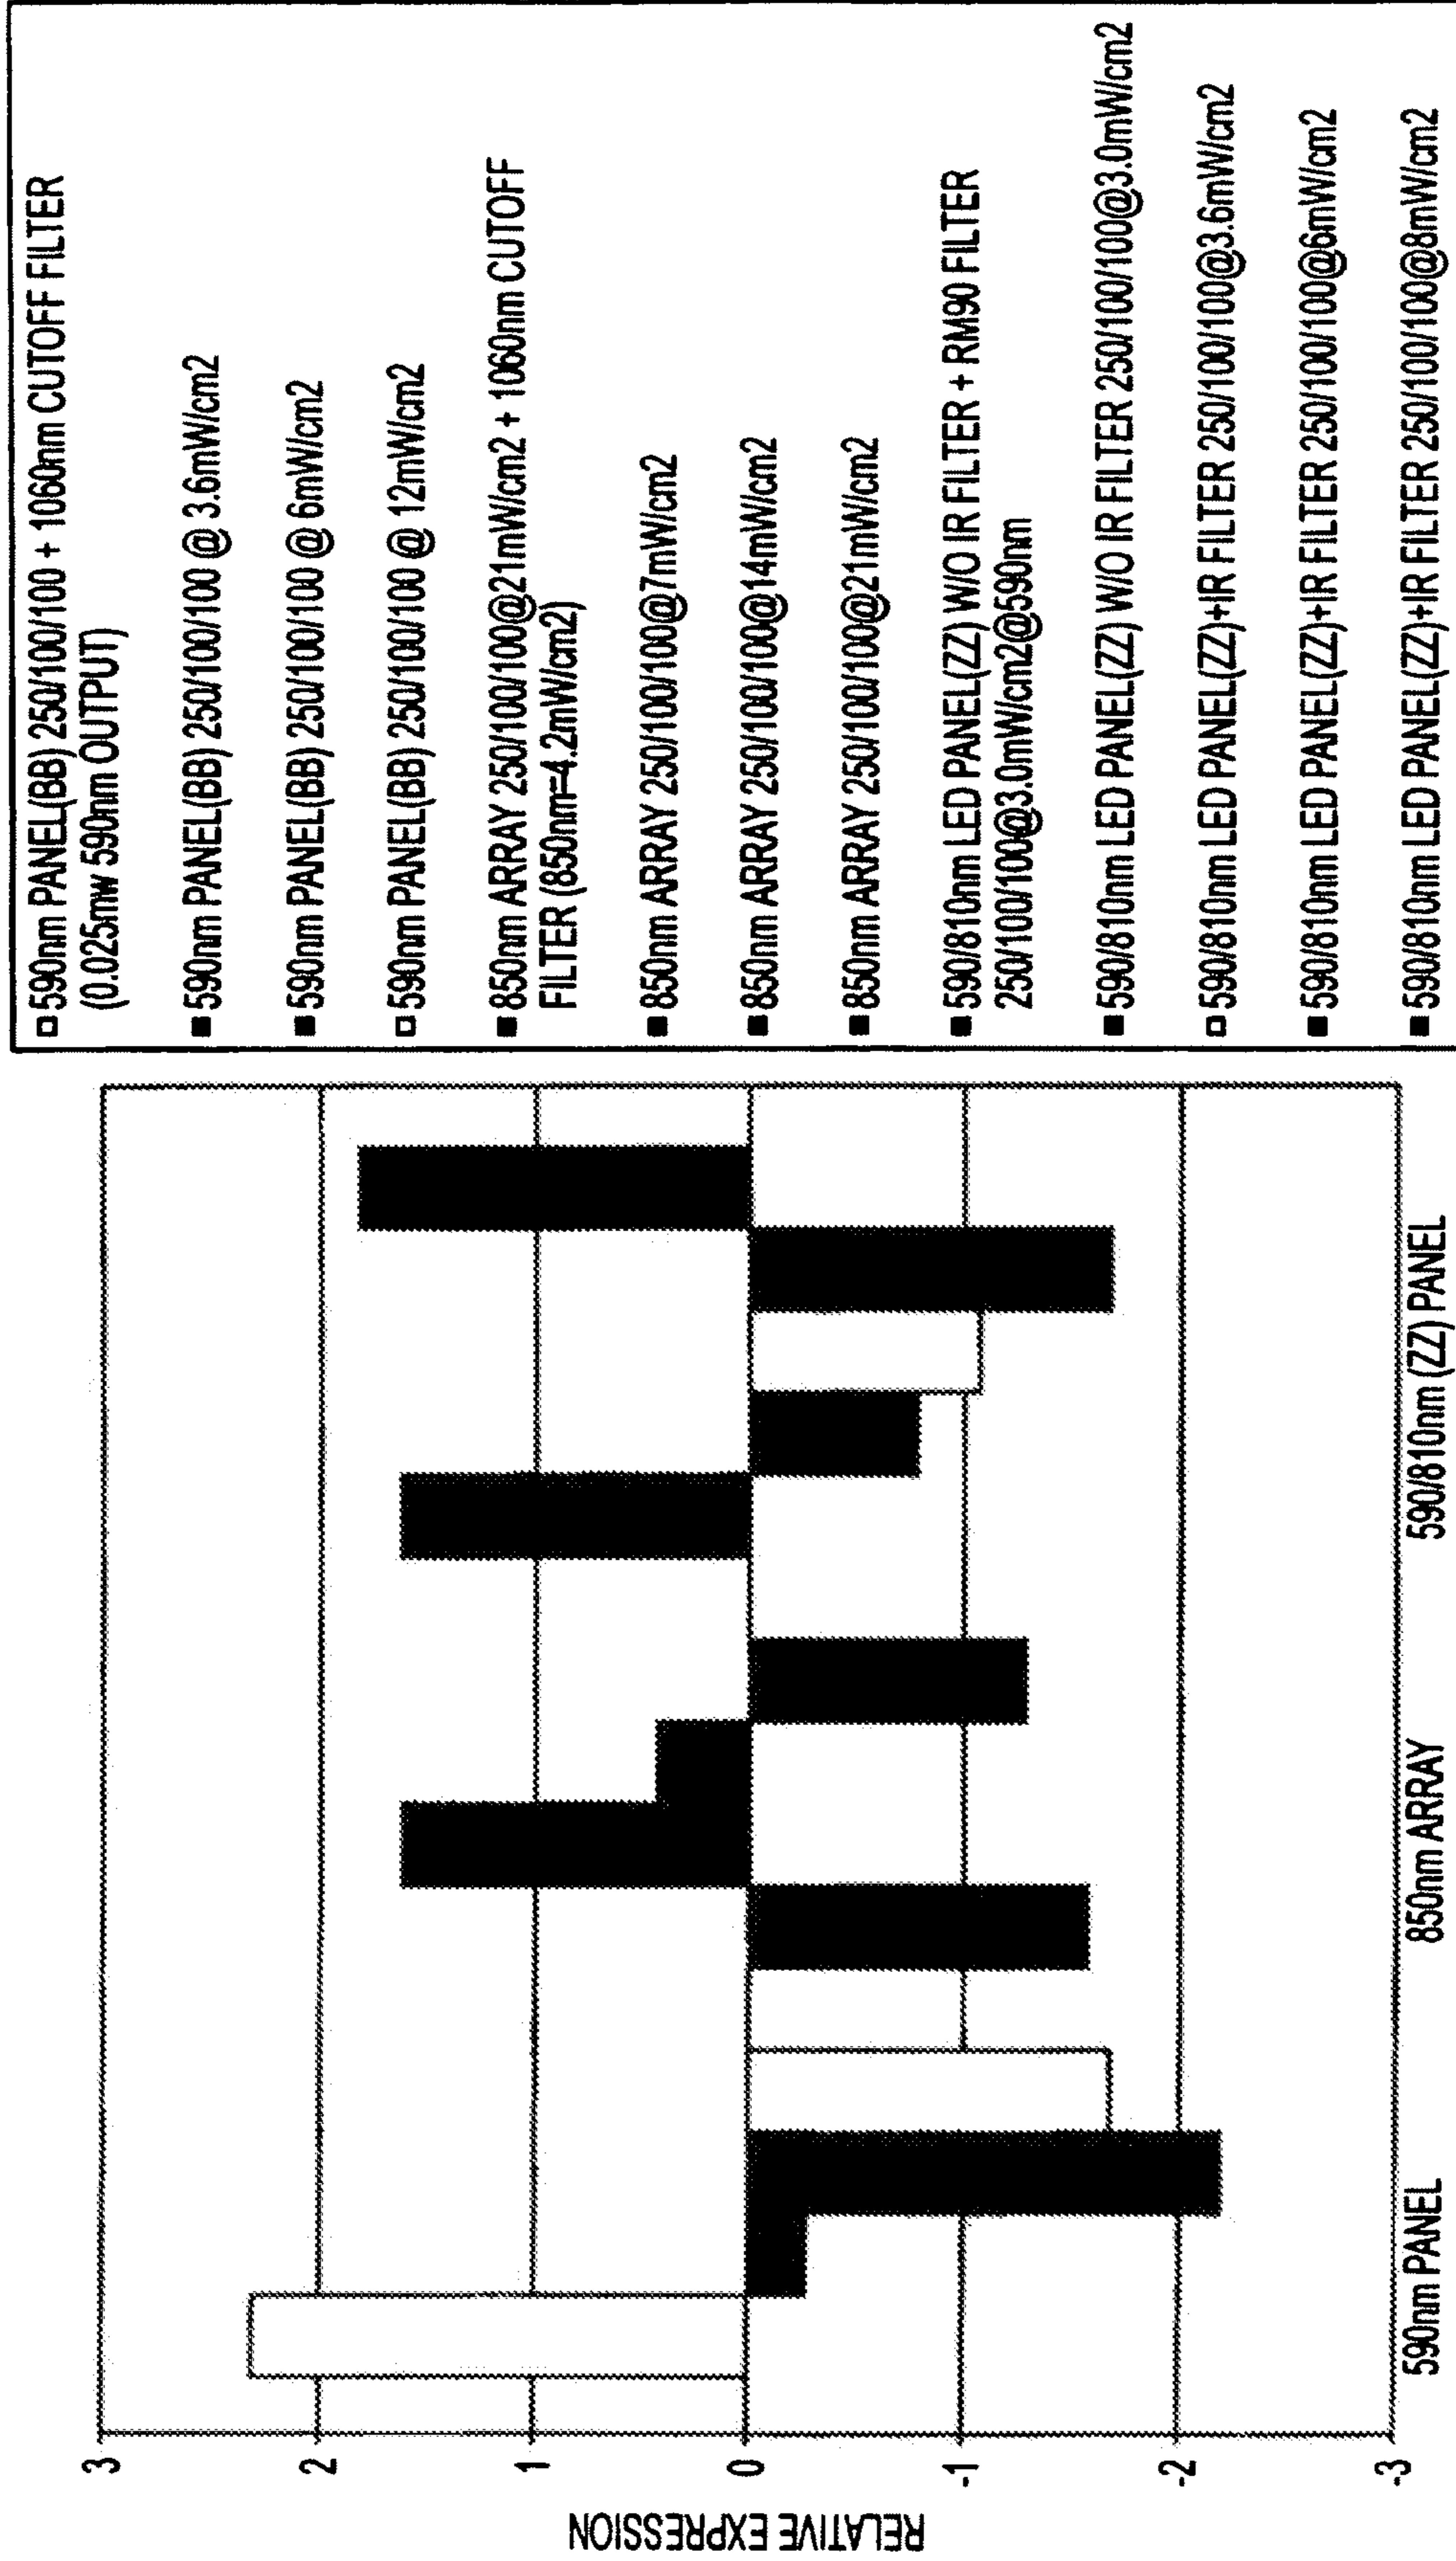 RELATIVE EXPRESSION
3
2
1
0
-1
-2
-3
590nm PANEL
850nm ARRAY
590/810nm (ZZ) PANEL
590nm PANEL(BB) 250/100/100 + 1060nm CUTOFF FILTER
(0.025mw 590nm OUTPUT)
590nm PANEL(BB) 250/100/100 @ 3.6mW/cm2
590nm PANEL(BB) 250/100/100 @ 6mW/cm2
590nm PANEL(BB) 250/100/100 @ 12mW/cm2
850nm ARRAY 250/100/100@21mW/cm2 + 1060nm CUTOFF
FILTER (850nm=4.2mW/cm2)
850nm ARRAY 250/100/100@7mW/cm2
850nm ARRAY 250/100/100@14mW/cm2
850nm ARRAY 250/100/100@21mW/cm2
590/810nm LED PANEL(ZZ) W/O IR FILTER + RM90 FILTER
250/100/100@3.0mW/cm2@590nm
590/810nm LED PANEL(ZZ) W/O IR FILTER 250/100/100@3.0mW/cm2
590/810nm LED PANEL(ZZ)+IR FILTER 250/100/100@3.6mW/cm2
590/810nm LED PANEL(ZZ)+IR FILTER 250/100/100@6mW/cm2
590/810nm LED PANEL(ZZ)+IR FILTER 250/100/100@8mW/cm2